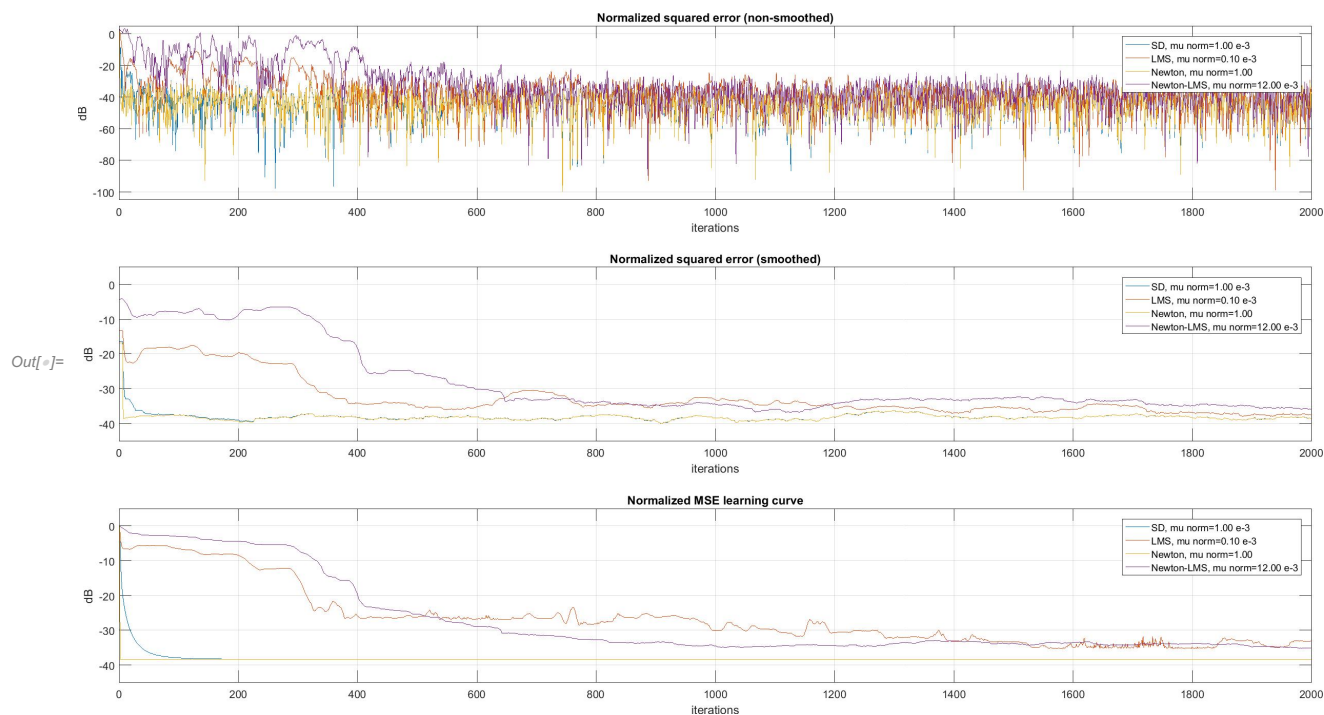 Normalized squared error (non-smoothed)
0
-20
-40
-60
-80
-100
dB
SD, mu norm=1.00 e-3
LMS, mu norm=0.10 e-3
Newton, mu norm=1.00
Newton-LMS, mu norm=12.00 e-3
0 200 400 600 800 1000 1200 1400 1600 1800 2000
iterations
Normalized squared error (smoothed)
0
-10
-20
-30
-40
dB
SD, mu norm=1.00 e-3
LMS, mu norm=0.10 e-3
Newton, mu norm=1.00
Newton-LMS, mu norm=12.00 e-3
Out[•]=
0 200 400 600 800 1000 1200 1400 1600 1800 2000
iterations
Normalized MSE learning curve
0
-10
-20
-30
-40
dB
SD, mu norm=1.00 e-3
LMS, mu norm=0.10 e-3
Newton, mu norm=1.00
Newton-LMS, mu norm=12.00 e-3
0 200 400 600 800 1000 1200 1400 1600 1800 2000
iterations